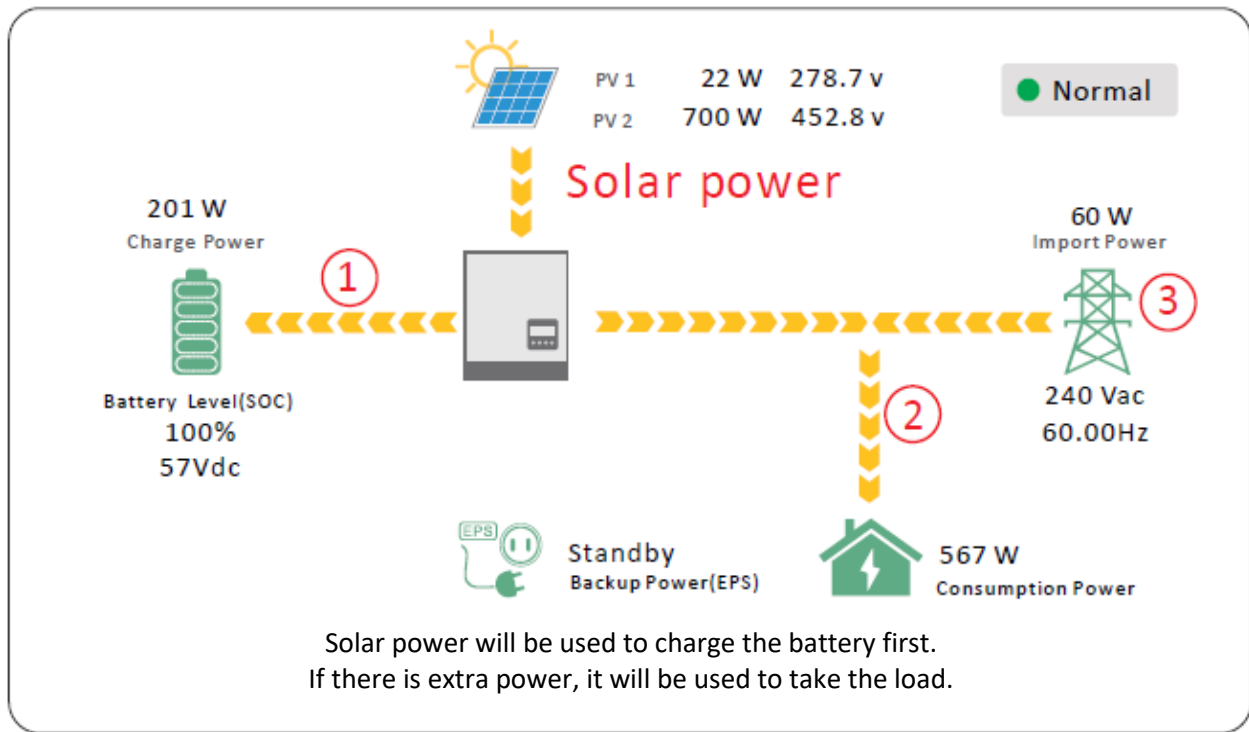 PV 1 22 W 278.7 v
PV 2 700 W 452.8 v
Normal
Solar power
201 W
Charge Power
1
60 W
Import Power
3
Battery Level(SOC)
100%
57Vdc
2
240 Vac
60.00Hz
EPS
Standby
Backup Power(EPS)
567 W
Consumption Power
Solar power will be used to charge the battery first.
If there is extra power, it will be used to take the load.